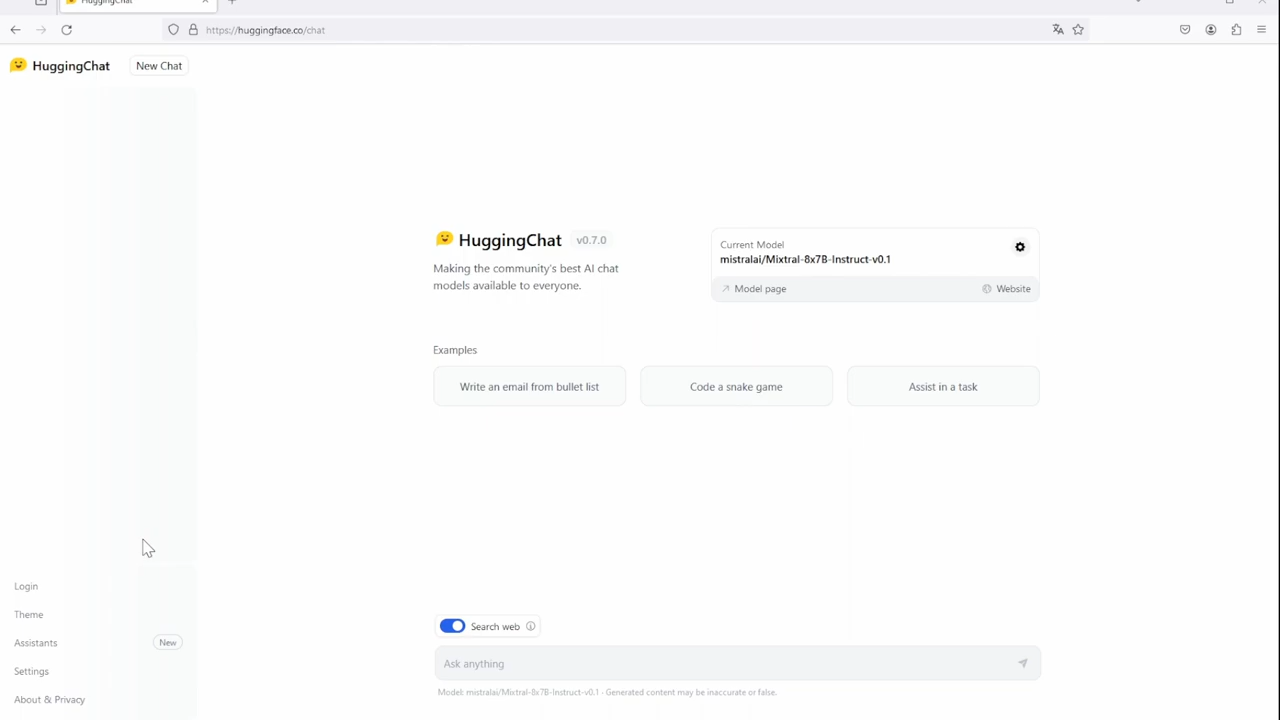 HuggingChat
https://huggingface.co/chat
HuggingChat
New Chat
HuggingChat v0.7.0
Making the community's best AI chat
models available to everyone.
Current Model
mistralai/Mixtral-8x7B-Instruct-v0.1
Model page
Website
Examples
Write an email from bullet list
Code a snake game
Assist in a task
Login
Theme
Assistants
New
Settings
About & Privacy
Search web
Ask anything
Model: mistralai/Mixtral-8x7B-Instruct-v0.1 · Generated content may be inaccurate or false.